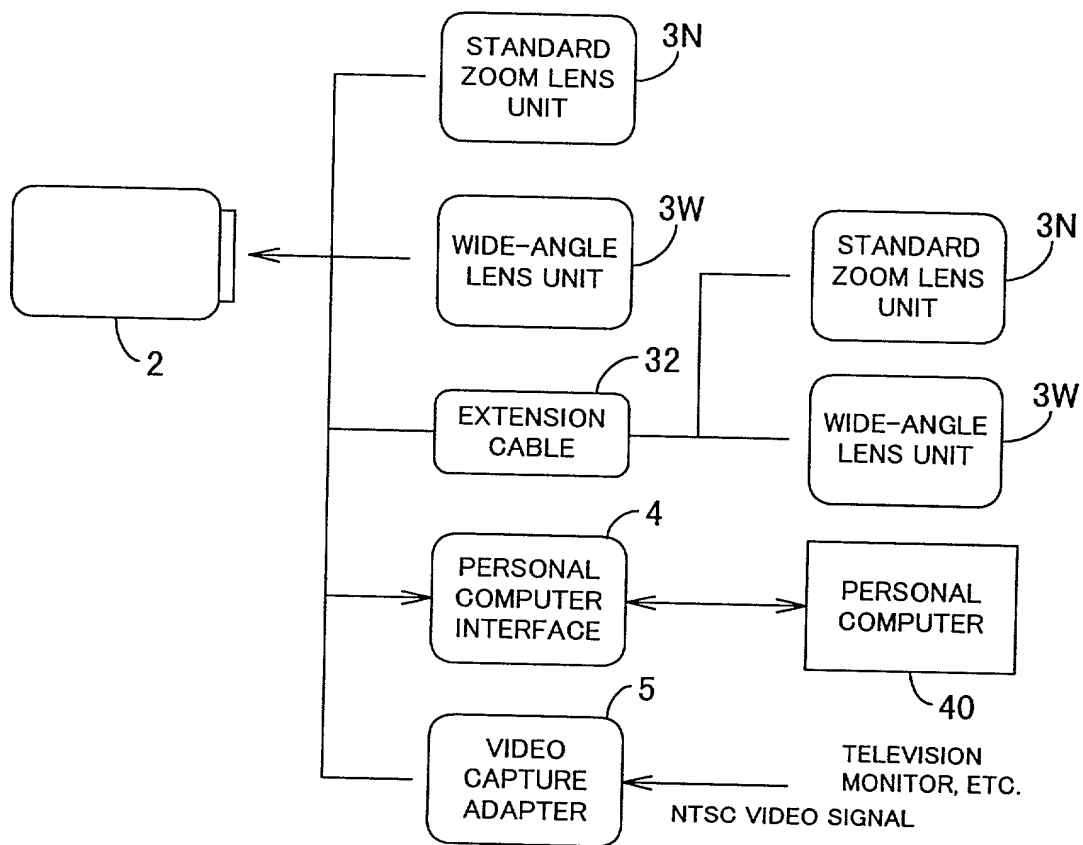 3N
STANDARD
ZOOM LENS
UNIT
3W
WIDE-ANGLE
LENS UNIT
3N
STANDARD
ZOOM LENS
UNIT
2
32
EXTENSION
CABLE
3W
WIDE-ANGLE
LENS UNIT
4
PERSONAL
COMPUTER
INTERFACE
PERSONAL
COMPUTER
40
5
VIDEO
CAPTURE
ADAPTER
TELEVISION
MONITOR, ETC.
NTSC VIDEO SIGNAL